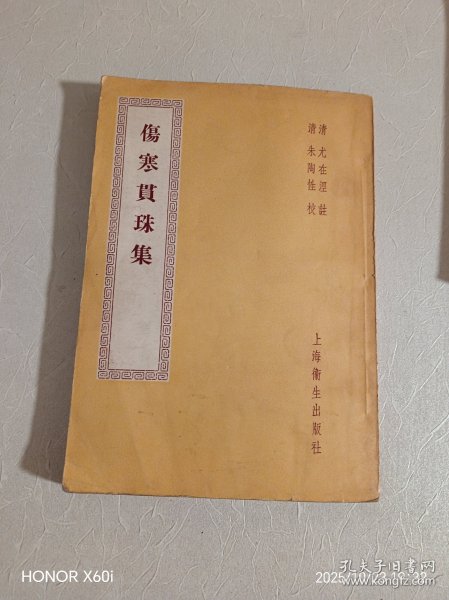 傷寒貫珠集
清 尤在涇 註
清 朱陶性 校
上海衞生出版社
HONOR X60i
孔夫子旧书网